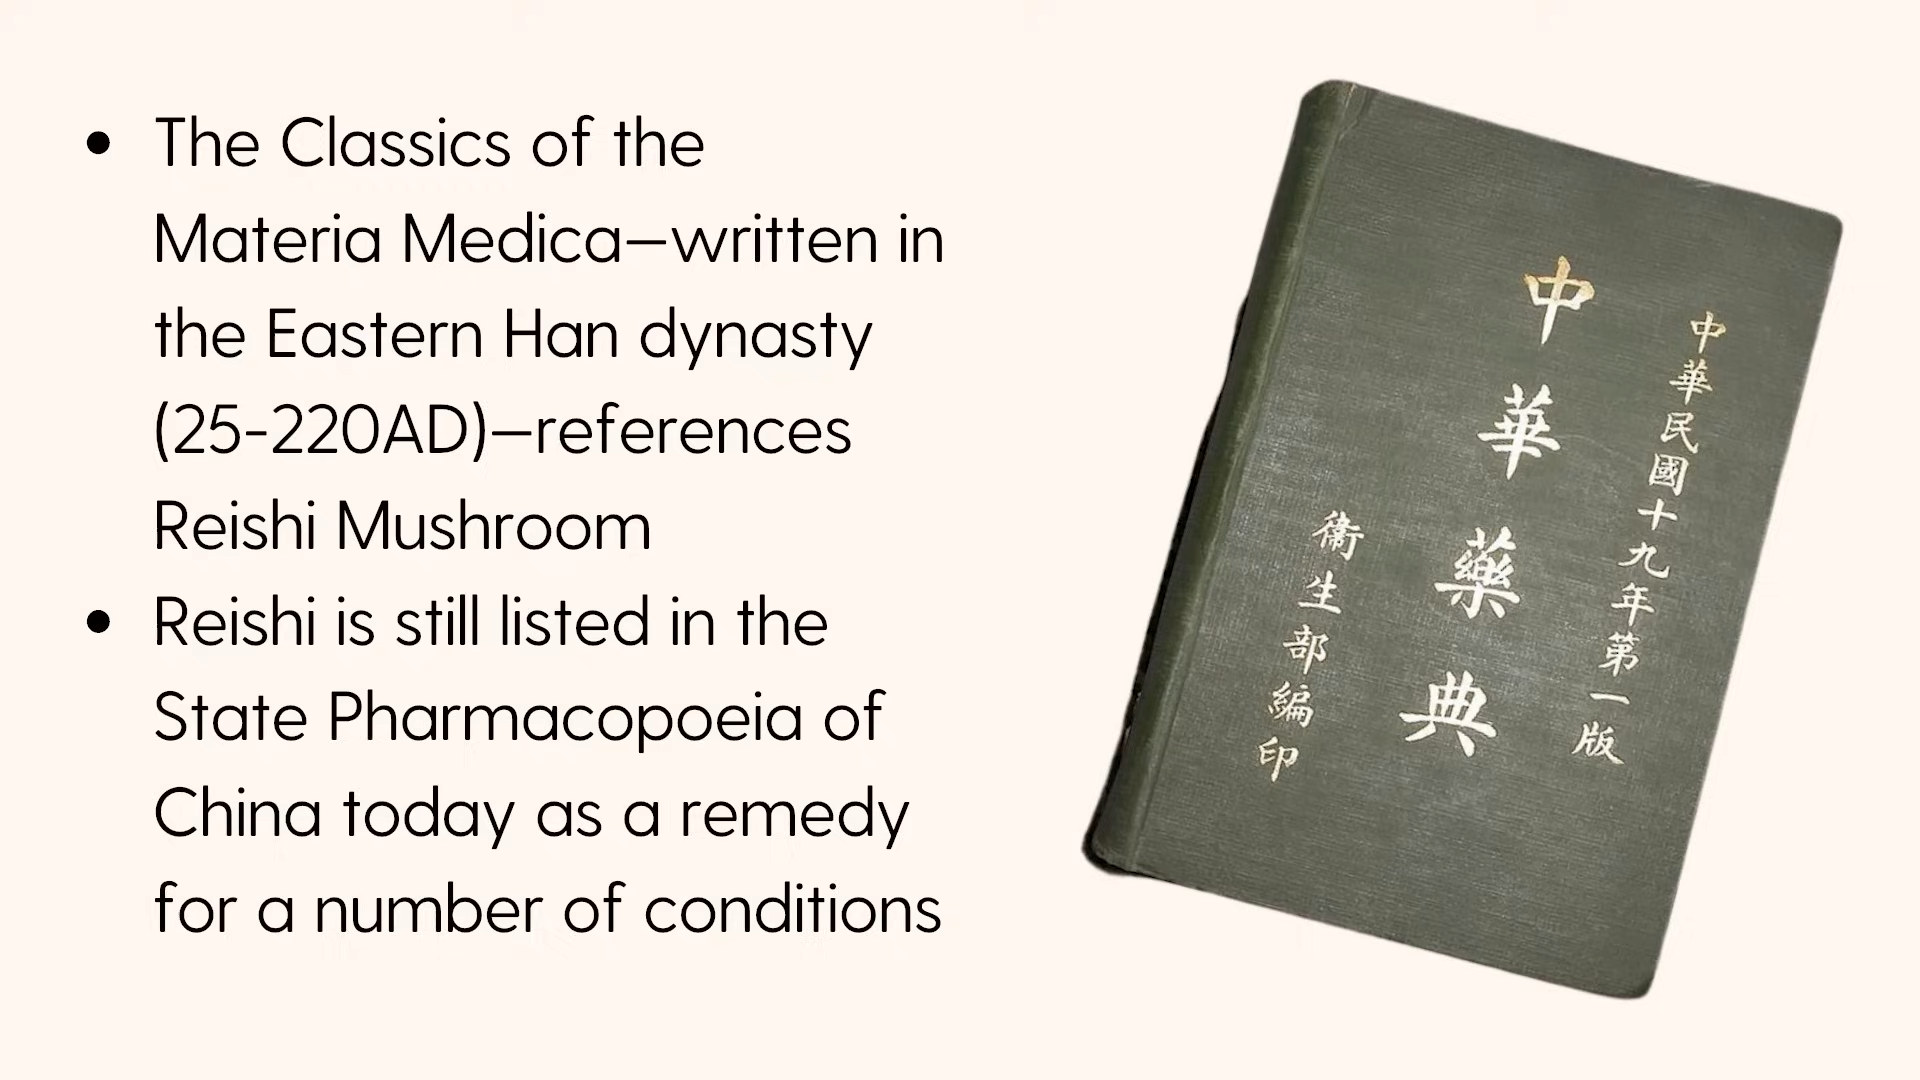 The Classics of the
Materia Medica—written in
the Eastern Han dynasty
(25-220AD)—references
Reishi Mushroom
Reishi is still listed in the
State Pharmacopoeia of
China today as a remedy
for a number of conditions
中華民國十九年第一版
中華藥典
衞生部編印